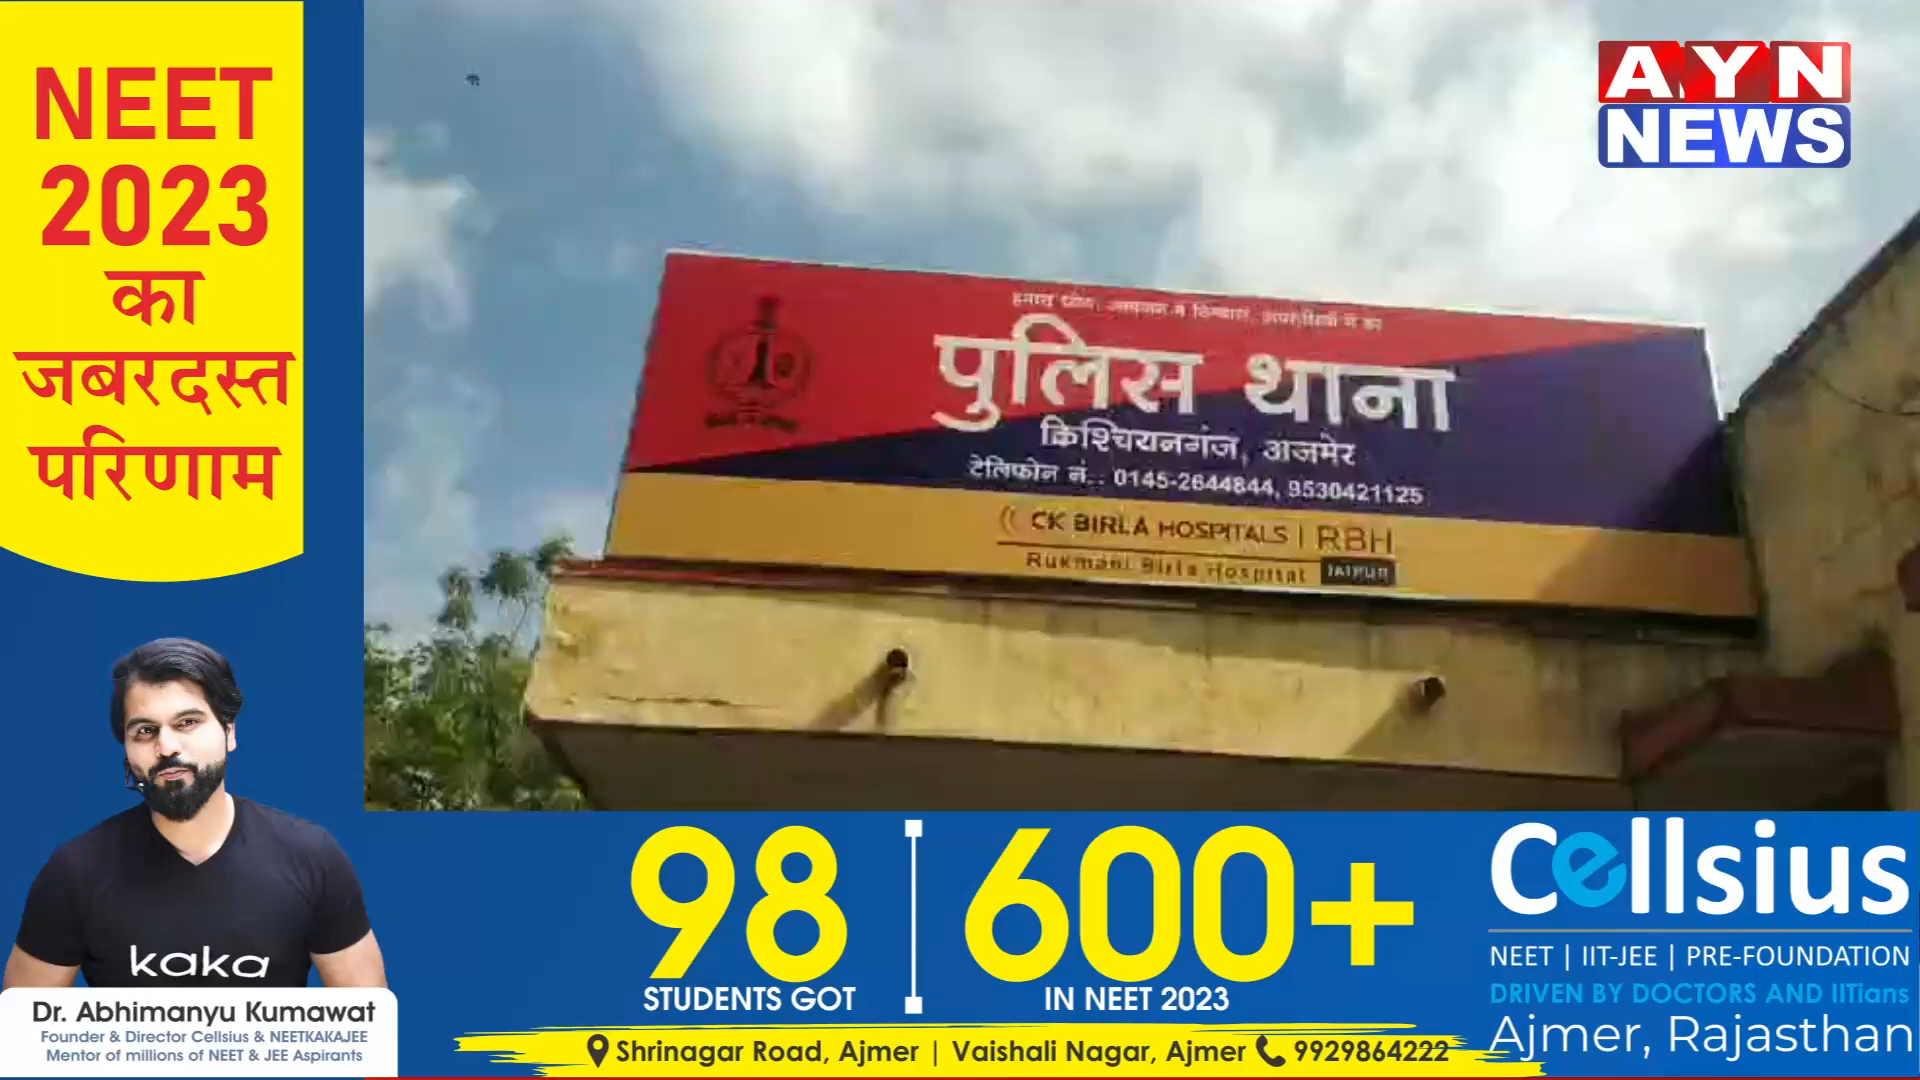 NEET
2023
का
जबरदस्त
परिणाम
AYN
NEWS
पुलिस थाना
क्रिश्चियनगंज, अजमेर
टेलिफोन नं.: 0145-2644844, 9530421125
CK BIRLA HOSPITALS | RBH
Rukmani Birla Hospital JAIPUR
kaka
Dr. Abhimanyu Kumawat
Founder & Director Cellsius & NEETKAKAJEE
Mentor of millions of NEET & JEE Aspirants
98
STUDENTS GOT
600+
IN NEET 2023
Shrinagar Road, Ajmer | Vaishali Nagar, Ajmer 9929864222
Cellsius
NEET | IIT-JEE | PRE-FOUNDATION
DRIVEN BY DOCTORS AND IITians
Ajmer, Rajasthan